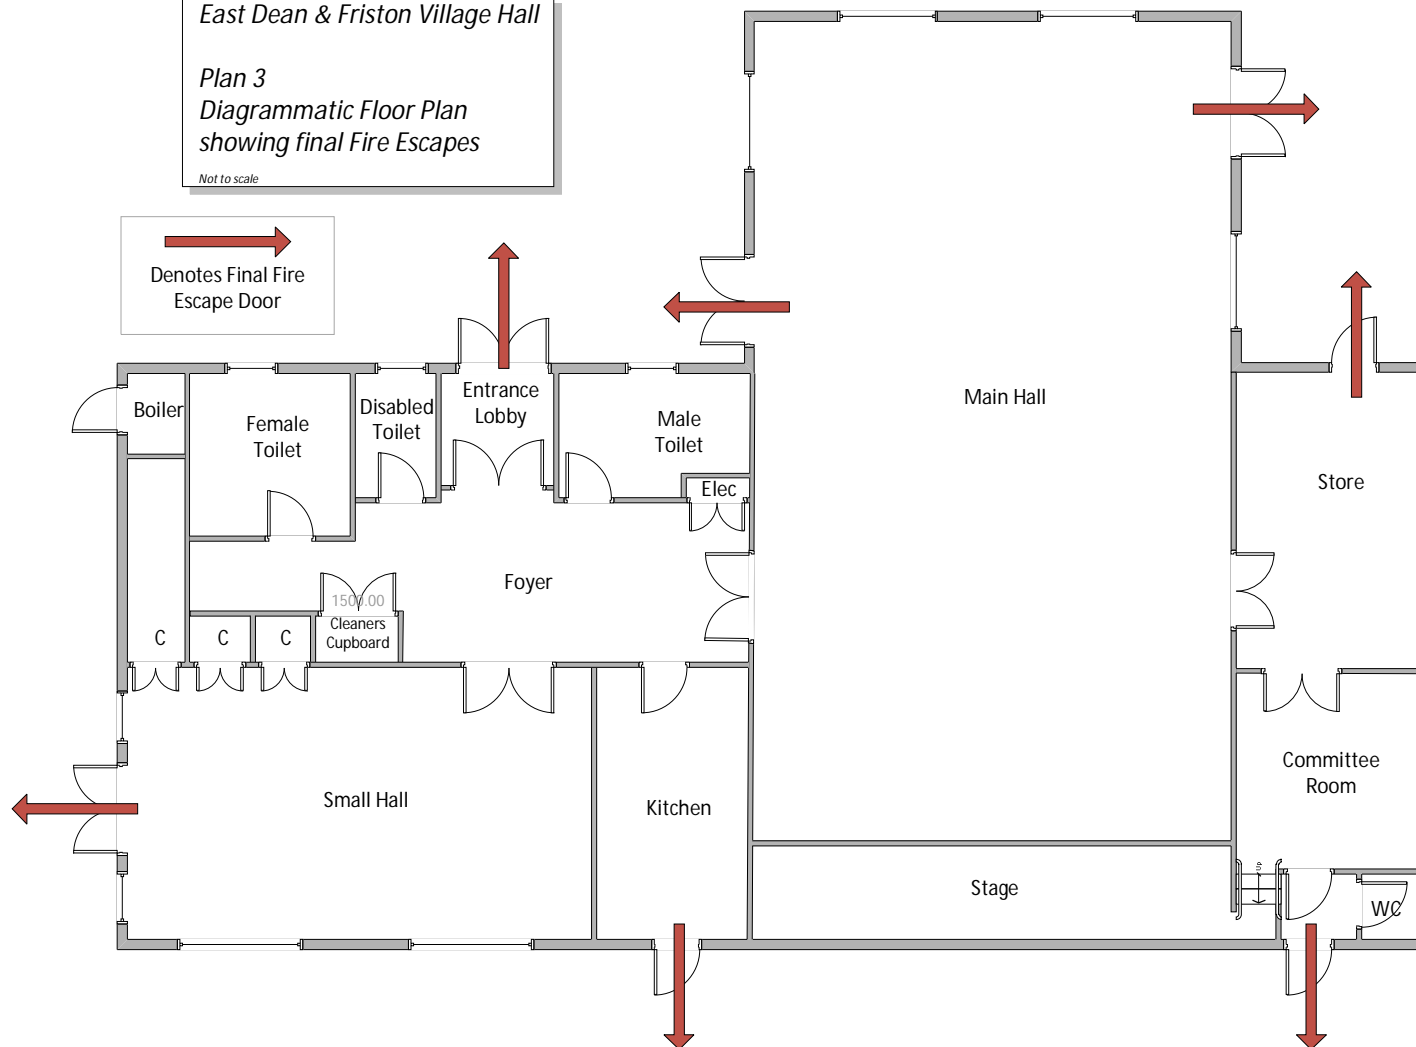 East Dean & Friston Village Hall
Plan 3
Diagrammatic Floor Plan
showing final Fire Escapes
Not to scale
Denotes Final Fire
Escape Door
Boiler
Female
Toilet
Disabled
Toilet
Entrance
Lobby
Male
Toilet
Elec
Main Hall
Store
Foyer
1500.00
Cleaners
Cupboard
C
C
C
Small Hall
Kitchen
Committee
Room
Stage
Up
WC